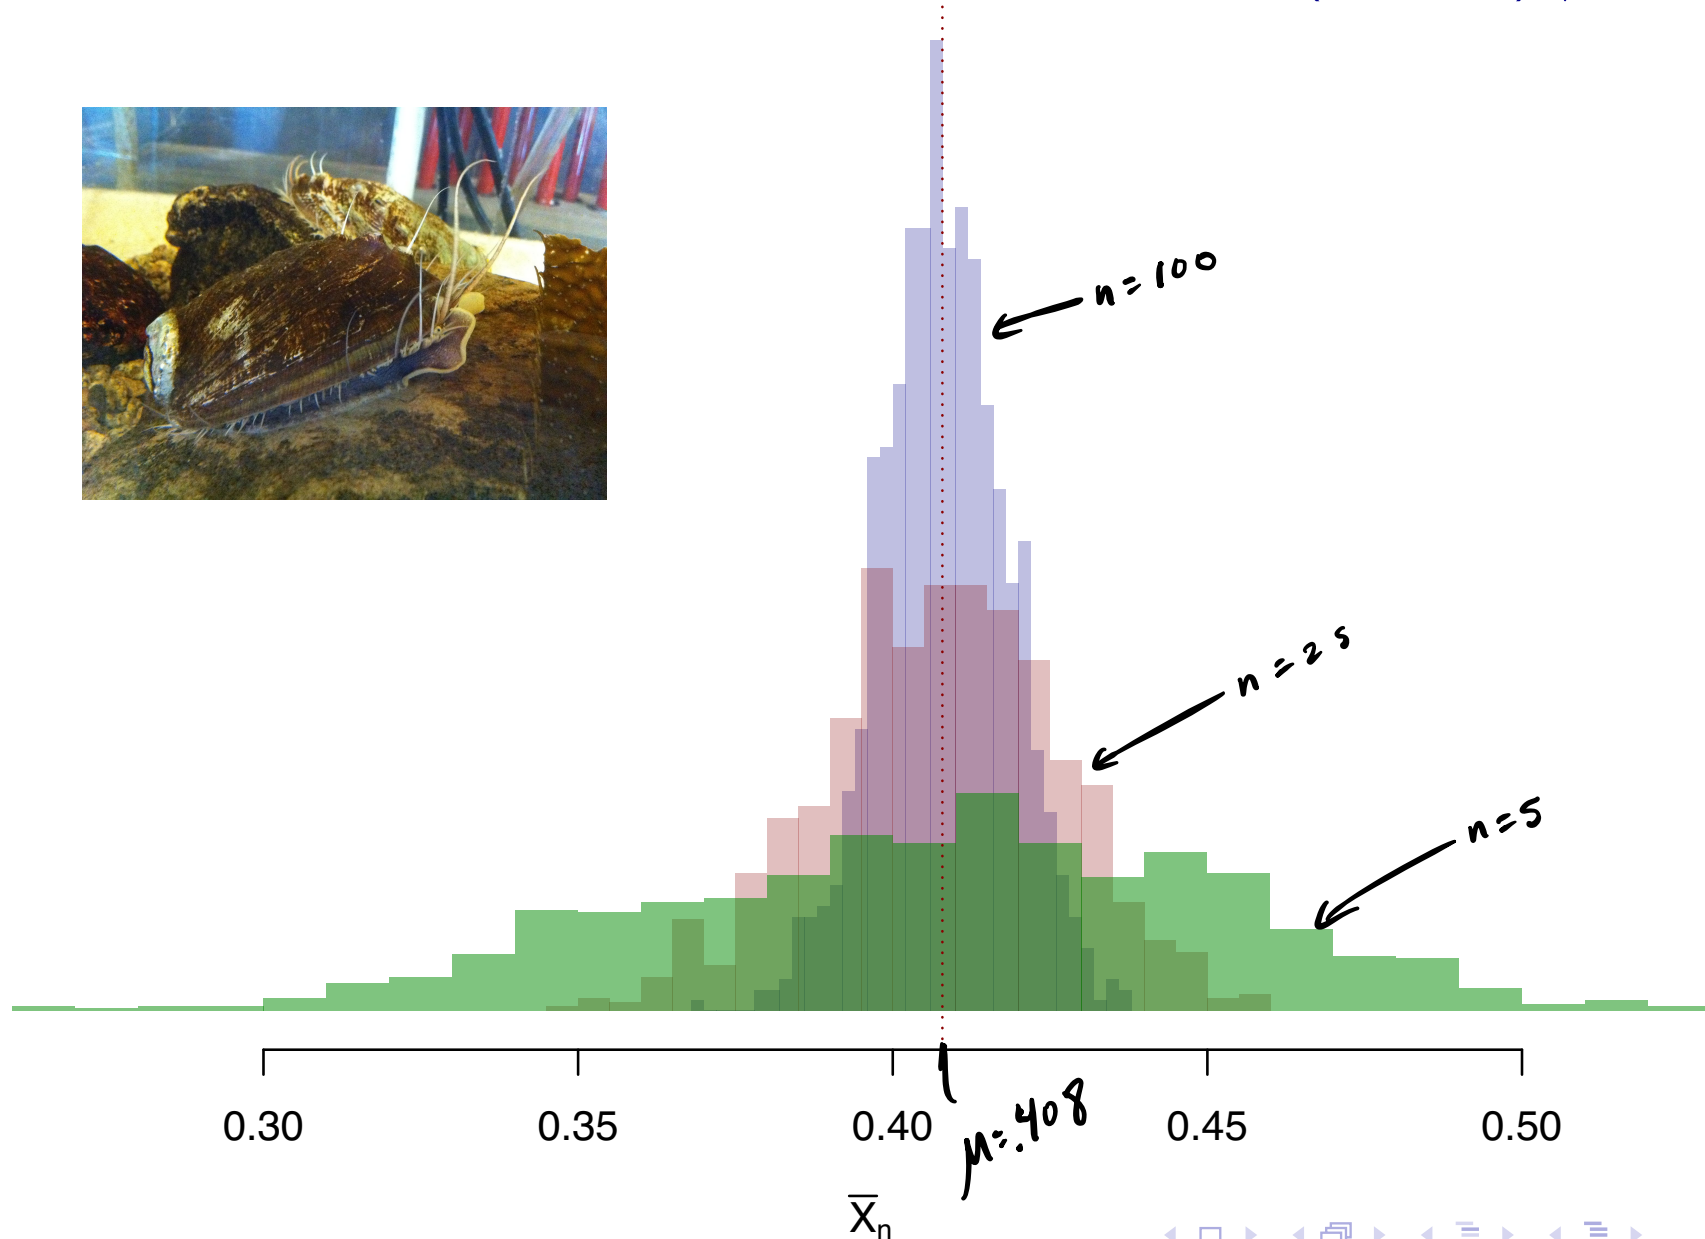 n = 100
n = 25
n = 5
0.30 0.35 0.40 0.45 0.50
μ = .408
X̅n